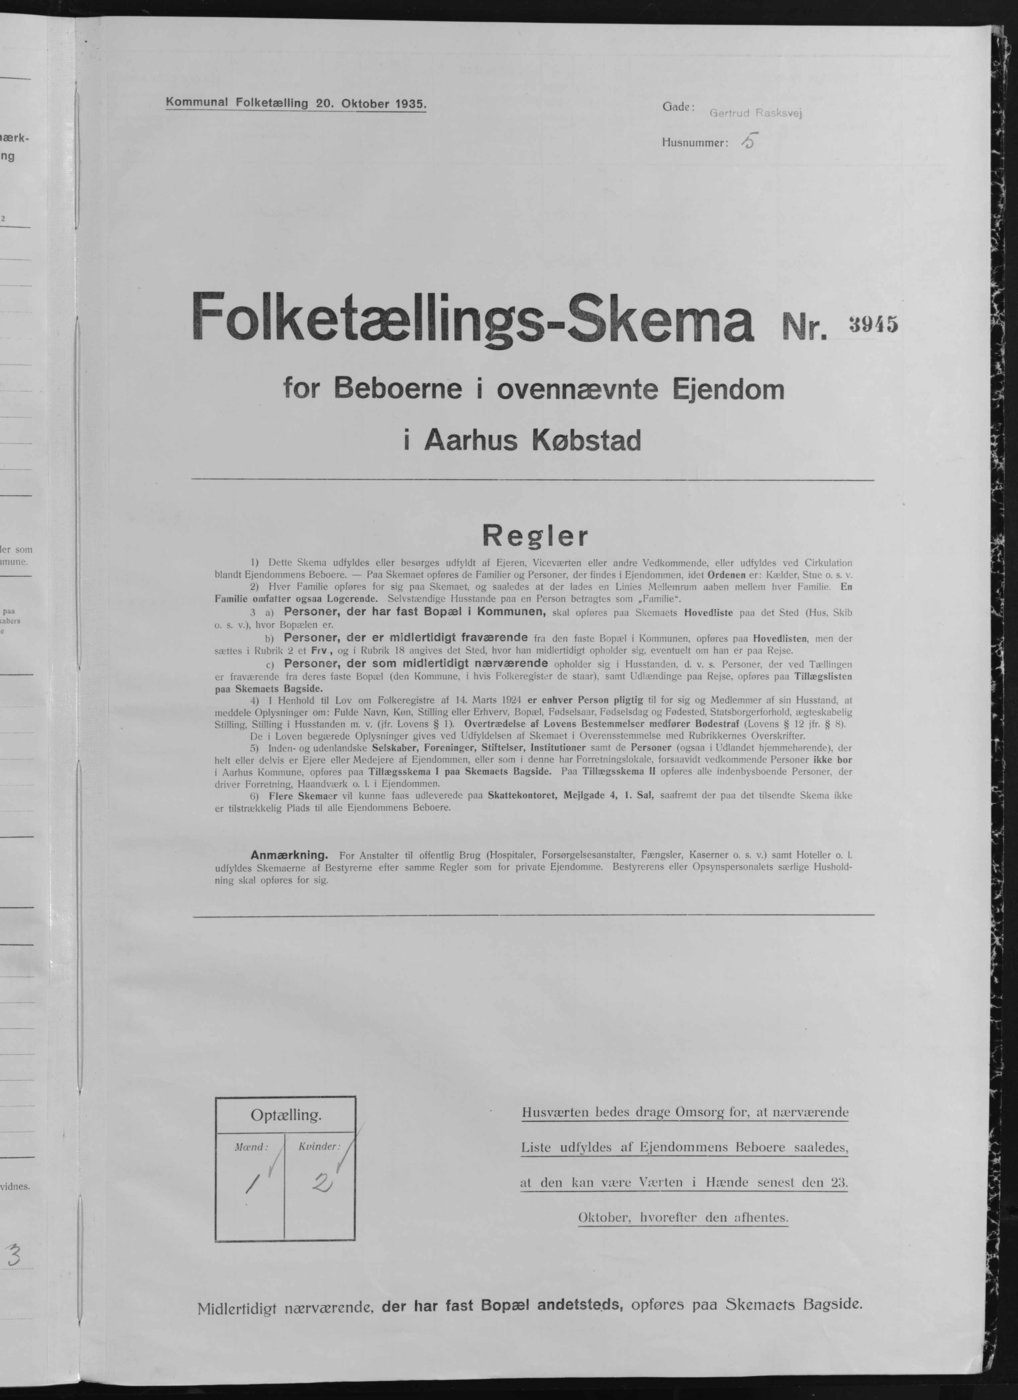 Kommunal Folketælling 20. Oktober 1935.
Gade: Gertrud Rasksvej
Husnummer: 5
Folketællings-Skema Nr. 3945
for Beboerne i ovennævnte Ejendom
i Aarhus Købstad
Regler
1) Dette Skema udfyldes eller besørges udfyldt af Ejeren, Viceværten eller andre Vedkommende, eller udfyldes ved Cirkulation
blandt Ejendommens Beboere. — Paa Skemaet opføres de Familier og Personer, der findes i Ejendommen, idet Ordenen er: Kælder, Stue o. s. v.
2) Hver Familie opføres for sig paa Skemaet, og saaledes at der lades en Linies Mellemrum aaben mellem hver Familie. En
Familie omfatter ogsaa Logerende. Selvstændige Husstande paa en Person betragtes som „Familie“.
3 a) Personer, der har fast Bopæl i Kommunen, skal opføres paa Skemaets Hovedliste paa det Sted (Hus, Skib
o. s. v.), hvor Bopælen er.
b) Personer, der er midlertidigt fraværende fra den faste Bopæl i Kommunen, opføres paa Hovedlisten, men der
sættes i Rubrik 2 et Frv, og i Rubrik 18 angives det Sted, hvor han midlertidigt opholder sig, eventuelt om han er paa Rejse.
c) Personer, der som midlertidigt nærværende opholder sig i Husstanden, d. v. s. Personer, der ved Tællingen
er fraværende fra deres faste Bopæl (den Kommune, i hvis Folkeregister de staar), samt Udlændinge paa Rejse, opføres paa Tillægslisten
paa Skemaets Bagside.
4) I Henhold til Lov om Folkeregistre af 14. Marts 1924 er enhver Person pligtig til for sig og Medlemmer af sin Husstand, at
meddele Oplysninger om: Fulde Navn, Køn, Stilling eller Erhverv, Bopæl, Fødselsaar, Fødselsdag og Fødested, Statsborgerforhold, ægteskabelig
Stilling, Stilling i Husstanden m. v. (jfr. Lovens § 1). Overtrædelse af Lovens Bestemmelser medfører Bødestraf (Lovens § 12 jfr. § 8).
De i Loven begærede Oplysninger gives ved Udfyldelsen af Skemaet i Overensstemmelse med Rubrikkernes Overskrifter.
5) Inden- og udenlandske Selskaber, Foreninger, Stiftelser, Institutioner samt de Personer (ogsaa i Udlandet hjemmehørende), der
helt eller delvis er Ejere eller Medejere af Ejendommen, eller som i denne har Forretningslokale, forsaavidt vedkommende Personer ikke bor
i Aarhus Kommune, opføres paa Tillægsskema I paa Skemaets Bagside. Paa Tillægsskema II opføres alle indenbysboende Personer, der
driver Forretning, Haandværk o. l. i Ejendommen.
6) Flere Skemaer vil kunne faas udleverede paa Skattekontoret, Mejlgade 4, 1. Sal, saafremt der paa det tilsendte Skema ikke
er tilstrækkelig Plads til alle Ejendommens Beboere.
Anmærkning. For Anstalter til offentlig Brug (Hospitaler, Forsørgelsesanstalter, Fængsler, Kaserner o. s. v.) samt Hoteller o. l.
udfyldes Skemaerne af Bestyrerne efter samme Regler som for private Ejendomme. Bestyrerens eller Opsynspersonalets særlige Hushold-
ning skal opføres for sig.
Optælling.
Mænd: Kvinder:
1 2
Husværten bedes drage Omsorg for, at nærværende
Liste udfyldes af Ejendommens Beboere saaledes,
at den kan være Værten i Hænde senest den 23.
Oktober, hvorefter den afhentes.
Midlertidigt nærværende, der har fast Bopæl andetsteds, opføres paa Skemaets Bagside.
3